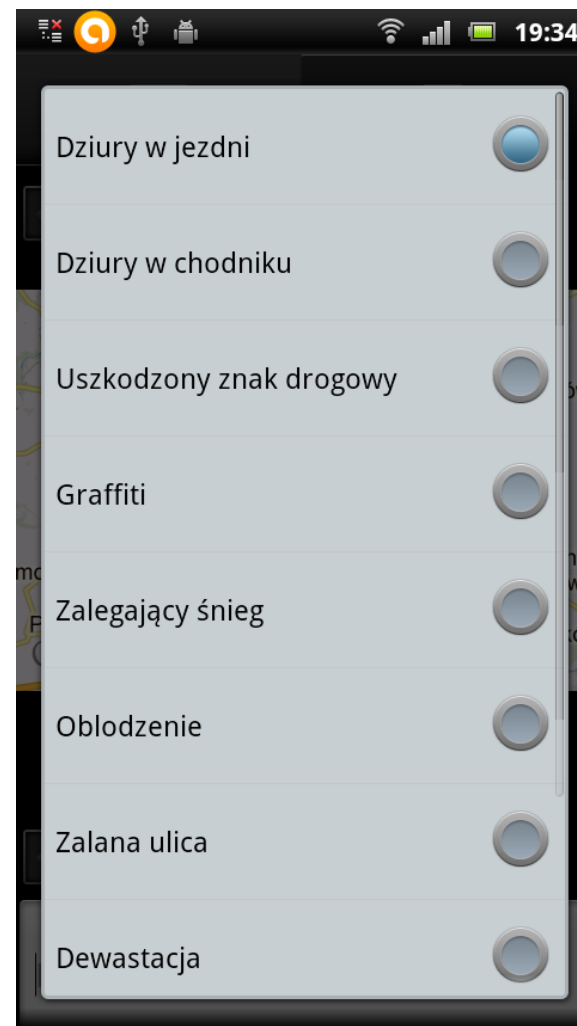 19:34
Dziury w jezdni
Dziury w chodniku
Uszkodzony znak drogowy
Graffiti
Zalegający śnieg
Oblodzenie
Zalana ulica
Dewastacja